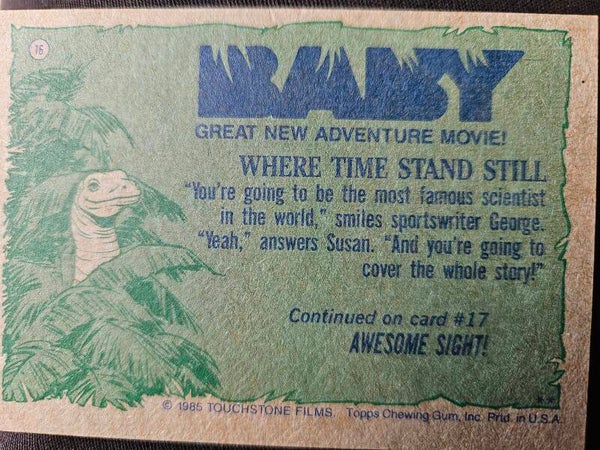 16
BABY
GREAT NEW ADVENTURE MOVIE!
WHERE TIME STAND STILL
"You're going to be the most famous scientist
in the world," smiles sportswriter George.
"Yeah," answers Susan. "And you're going to
cover the whole story!"
Continued on card #17
AWESOME SIGHT!
**
© 1985 TOUCHSTONE FILMS. Topps Chewing Gum, Inc. Prtd. in U.S.A.